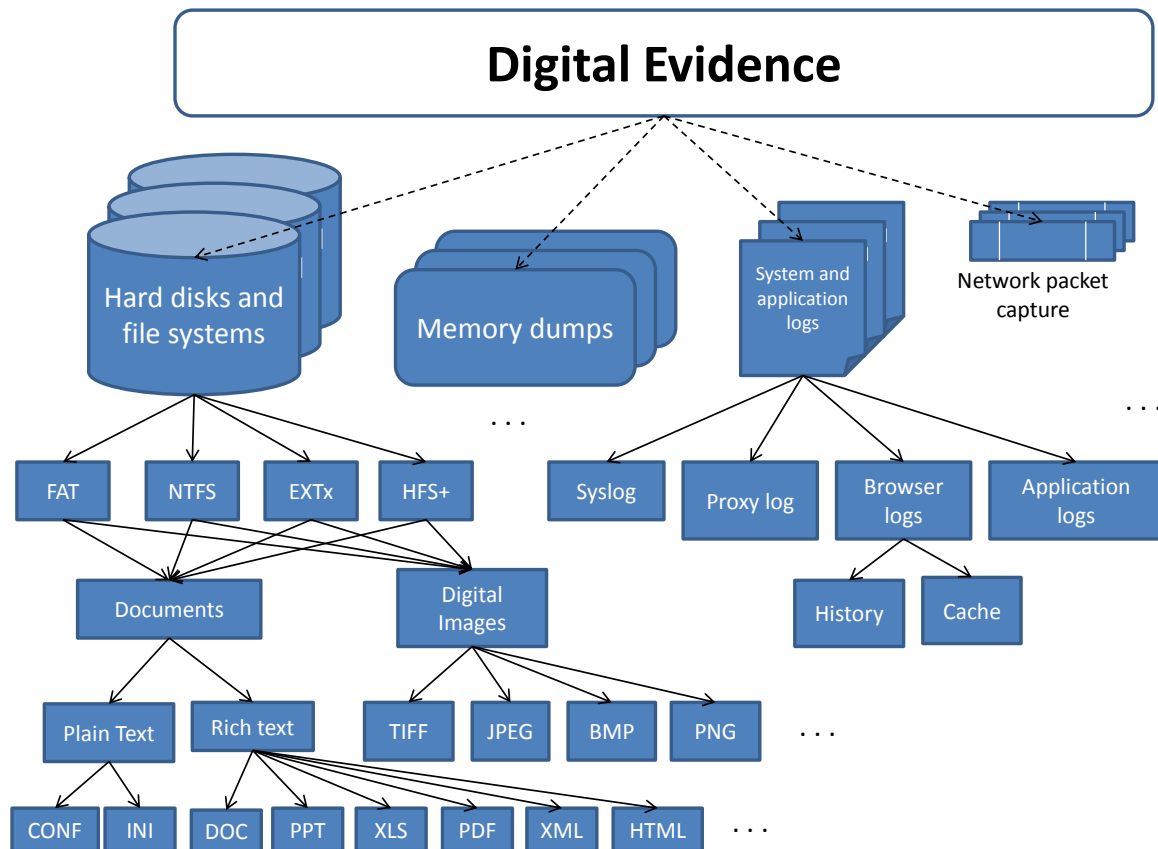 Digital Evidence
Hard disks and
file systems
Memory dumps
System and
application
logs
Network packet
capture
. . .
. . .
FAT
NTFS
EXTx
HFS+
Syslog
Proxy log
Browser
logs
Application
logs
Documents
Digital
Images
History
Cache
Plain Text
Rich text
TIFF
JPEG
BMP
PNG
. . .
CONF
INI
DOC
PPT
XLS
PDF
XML
HTML
. . .